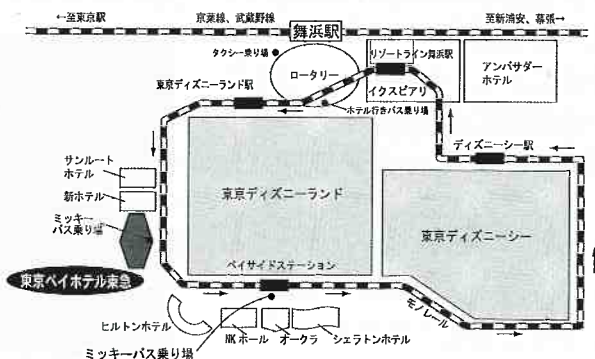 ←至東京駅
京葉線、武蔵野線
至新浦安、幕張→
舞浜駅
タクシー乗り場
ロータリー
リゾートライン舞浜駅
アンバサダー
ホテル
東京ディズニーランド駅
イクスピアリ
ホテル行きバス乗り場
ディズニーシー駅
サンルート
ホテル
新ホテル
ミッキー
バス乗り場
東京ディズニーランド
東京ディズニーシー
東京ベイホテル東急
ベイサイドステーション
モノレール
ヒルトンホテル
NKホール
オークラ
シェラトンホテル
ミッキーバス乗り場